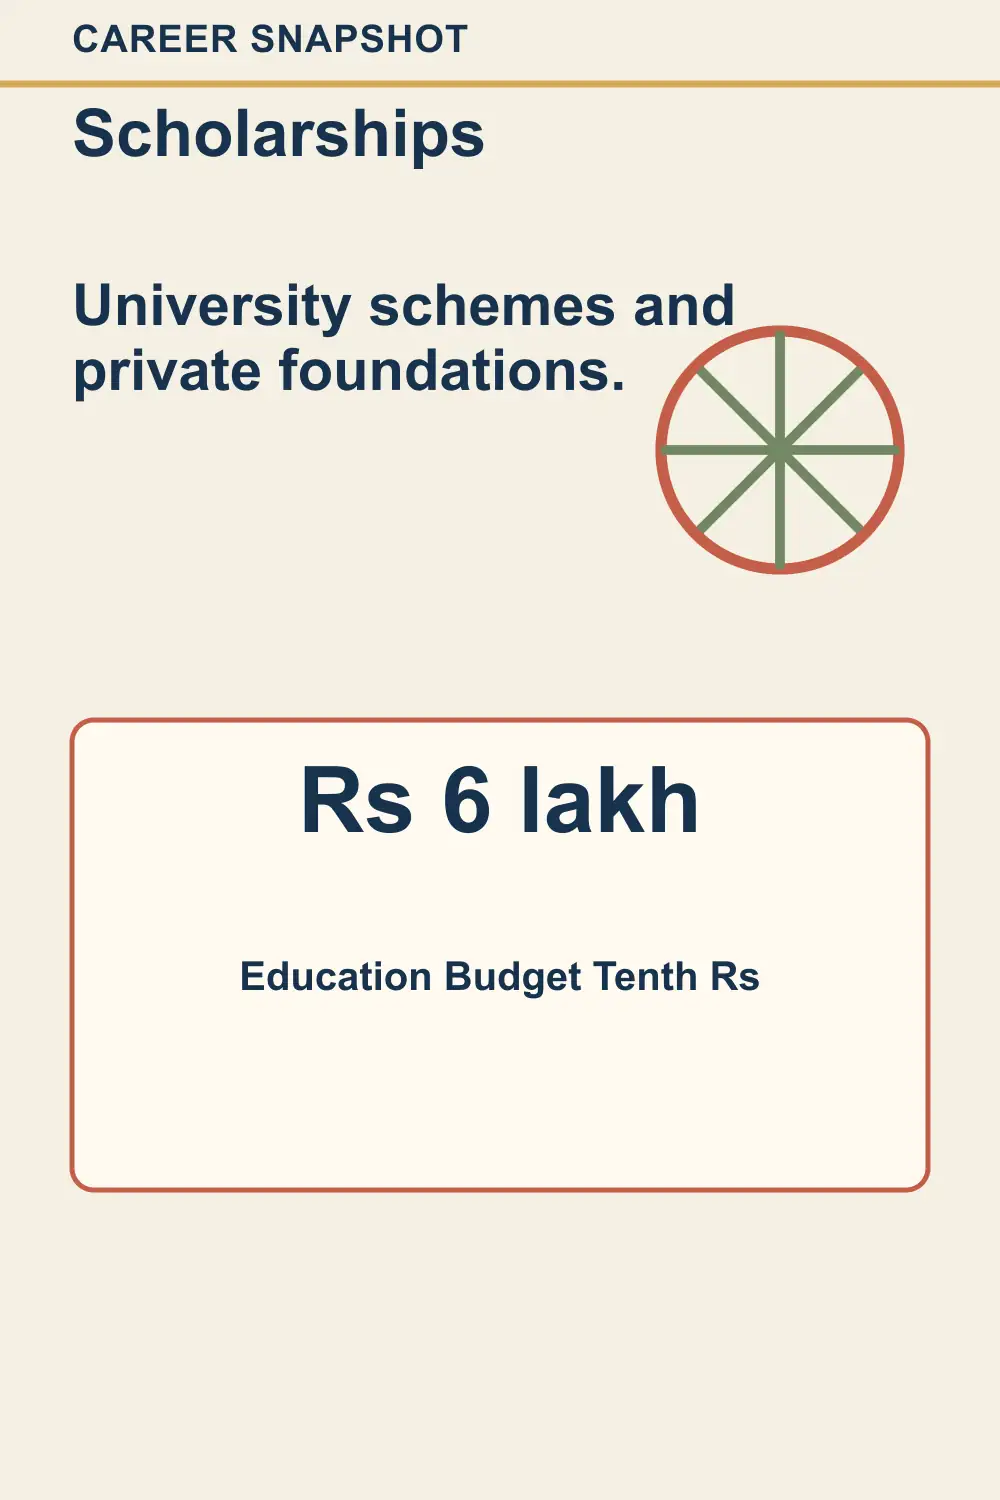 CAREER SNAPSHOT
Scholarships
University schemes and
private foundations.
Rs 6 lakh
Education Budget Tenth Rs